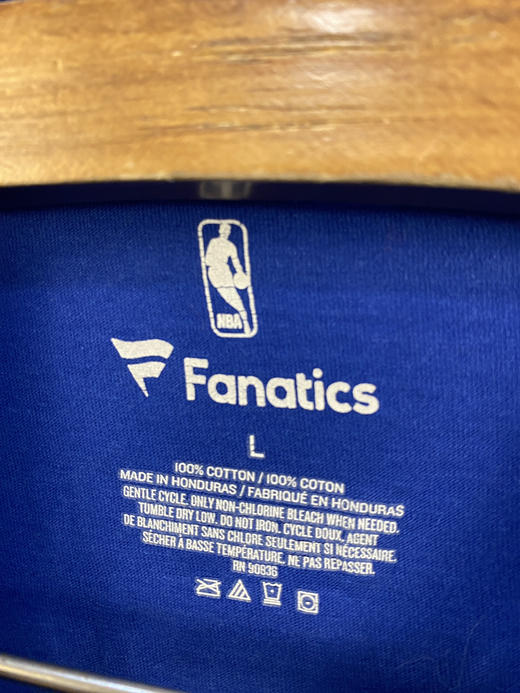 NBA
Fanatics
L
100% COTTON / 100% COTON
MADE IN HONDURAS / FABRIQUÉ EN HONDURAS
GENTLE CYCLE. ONLY NON-CHLORINE BLEACH WHEN NEEDED.
TUMBLE DRY LOW. DO NOT IRON. CYCLE DOUX. AGENT
DE BLANCHIMENT SANS CHLORE SEULEMENT SI NÉCESSAIRE.
SÉCHER À BASSE TEMPÉRATURE. NE PAS REPASSER.
RN 90836